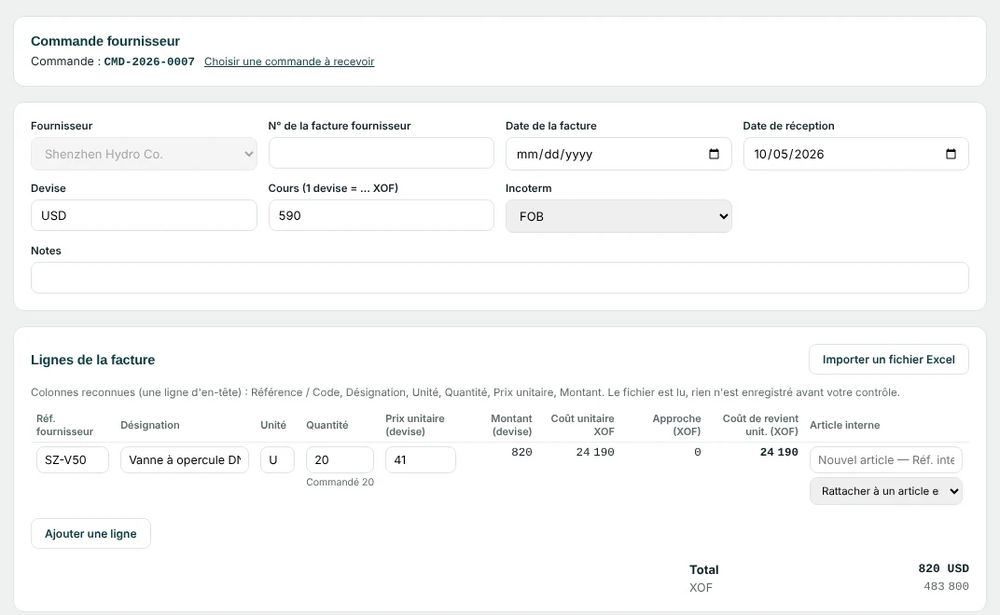 Commande fournisseur
Commande : CMD-2026-0007 Choisir une commande à recevoir
Fournisseur N° de la facture fournisseur Date de la facture Date de réception
Shenzhen Hydro Co. mm/dd/yyyy 10/05/2026
Devise Cours (1 devise = ... XOF) Incoterm
USD 590 FOB
Notes
Lignes de la facture Importer un fichier Excel
Colonnes reconnues (une ligne d'en-tête) : Référence / Code, Désignation, Unité, Quantité, Prix unitaire, Montant. Le fichier est lu, rien n'est enregistré avant votre contrôle.
Réf. fournisseur Désignation Unité Quantité Prix unitaire (devise) Montant (devise) Coût unitaire XOF Approche (XOF) Coût de revient unit. (XOF) Article interne
SZ-V50 Vanne à opercule DN U 20 41 820 24 190 0 24 190 Nouvel article — Réf. inte
Commandé 20 Rattacher à un article e
Ajouter une ligne
Total 820 USD
XOF 483 800